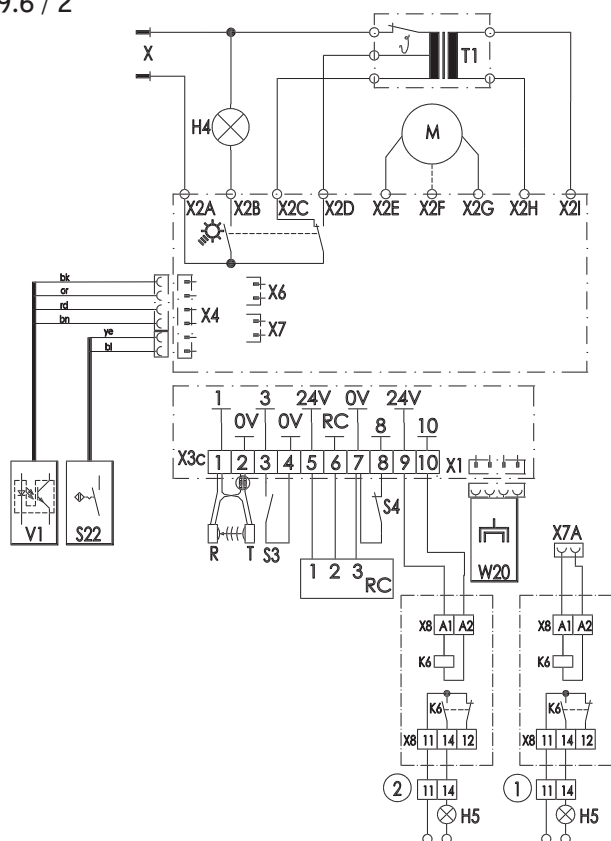 9.6 / 2
X
ϑ
T1
H4
M
X2A X2B X2C X2D X2E X2F X2G X2H X2I
bk
or
rd
bn
ye
bl
X4
X6
X7
1 3 24V 0V 24V
0V 0V RC 8 10
X3c 1 2 3 4 5 6 7 8 9 10 X1
V1 S22
R T S3
S4
W20
X7A
1 2 3
RC
X8 A1 A2
X8 A1 A2
K6
K6
K6
K6
X8 11 14 12
X8 11 14 12
2 11 14
1 11 14
H5
H5